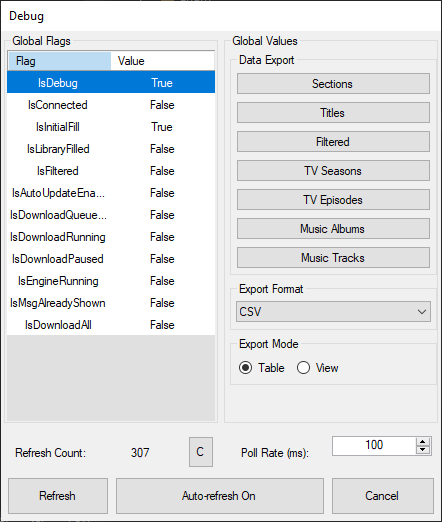 Debug
Global Flags
Flag Value
IsDebug True
IsConnected False
IsInitialFill True
IsLibraryFilled False
IsFiltered False
IsAutoUpdateEna... False
IsDownloadQueue... False
IsDownloadRunning False
IsDownloadPaused False
IsEngineRunning False
IsMsgAlreadyShown False
IsDownloadAll False
Global Values
Data Export
Sections
Titles
Filtered
TV Seasons
TV Episodes
Music Albums
Music Tracks
Export Format
CSV
Export Mode
Table View
Refresh Count: 307 C Poll Rate (ms): 100
Refresh Auto-refresh On Cancel